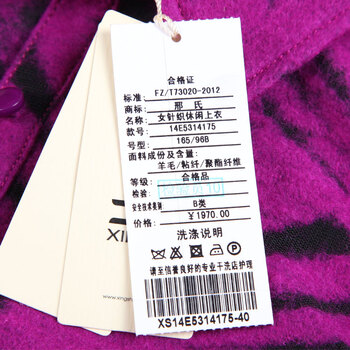 合格证
标准: FZ/T73020-2012
商标: 邢氏
品名: 女针织休闲上衣
款号: 14E5314175
号型: 165/96B
面料成份及含量:
羊毛/粘纤/聚酯纤维
等级: 合格品
检验:
安全技术类别: B类
价格: ¥1970.00
洗涤说明
送至信誉良好的专业干洗店护理
XS14E5314175-40